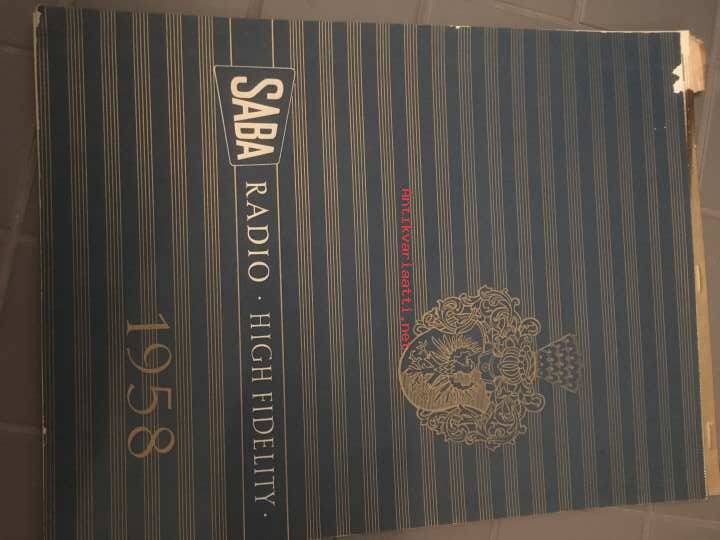 SABA RADIO · HIGH FIDELITY ·
1958
Antikvariaatti.net